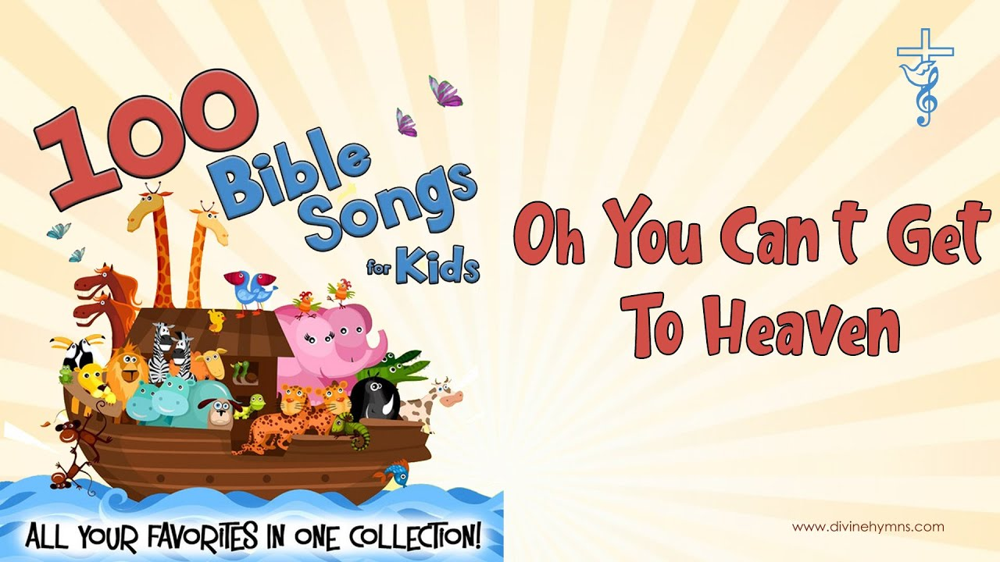 100
Bible
Songs
for Kids
ALL YOUR FAVORITES IN ONE COLLECTION!
Oh You Can't Get
To Heaven
www.divinehymns.com